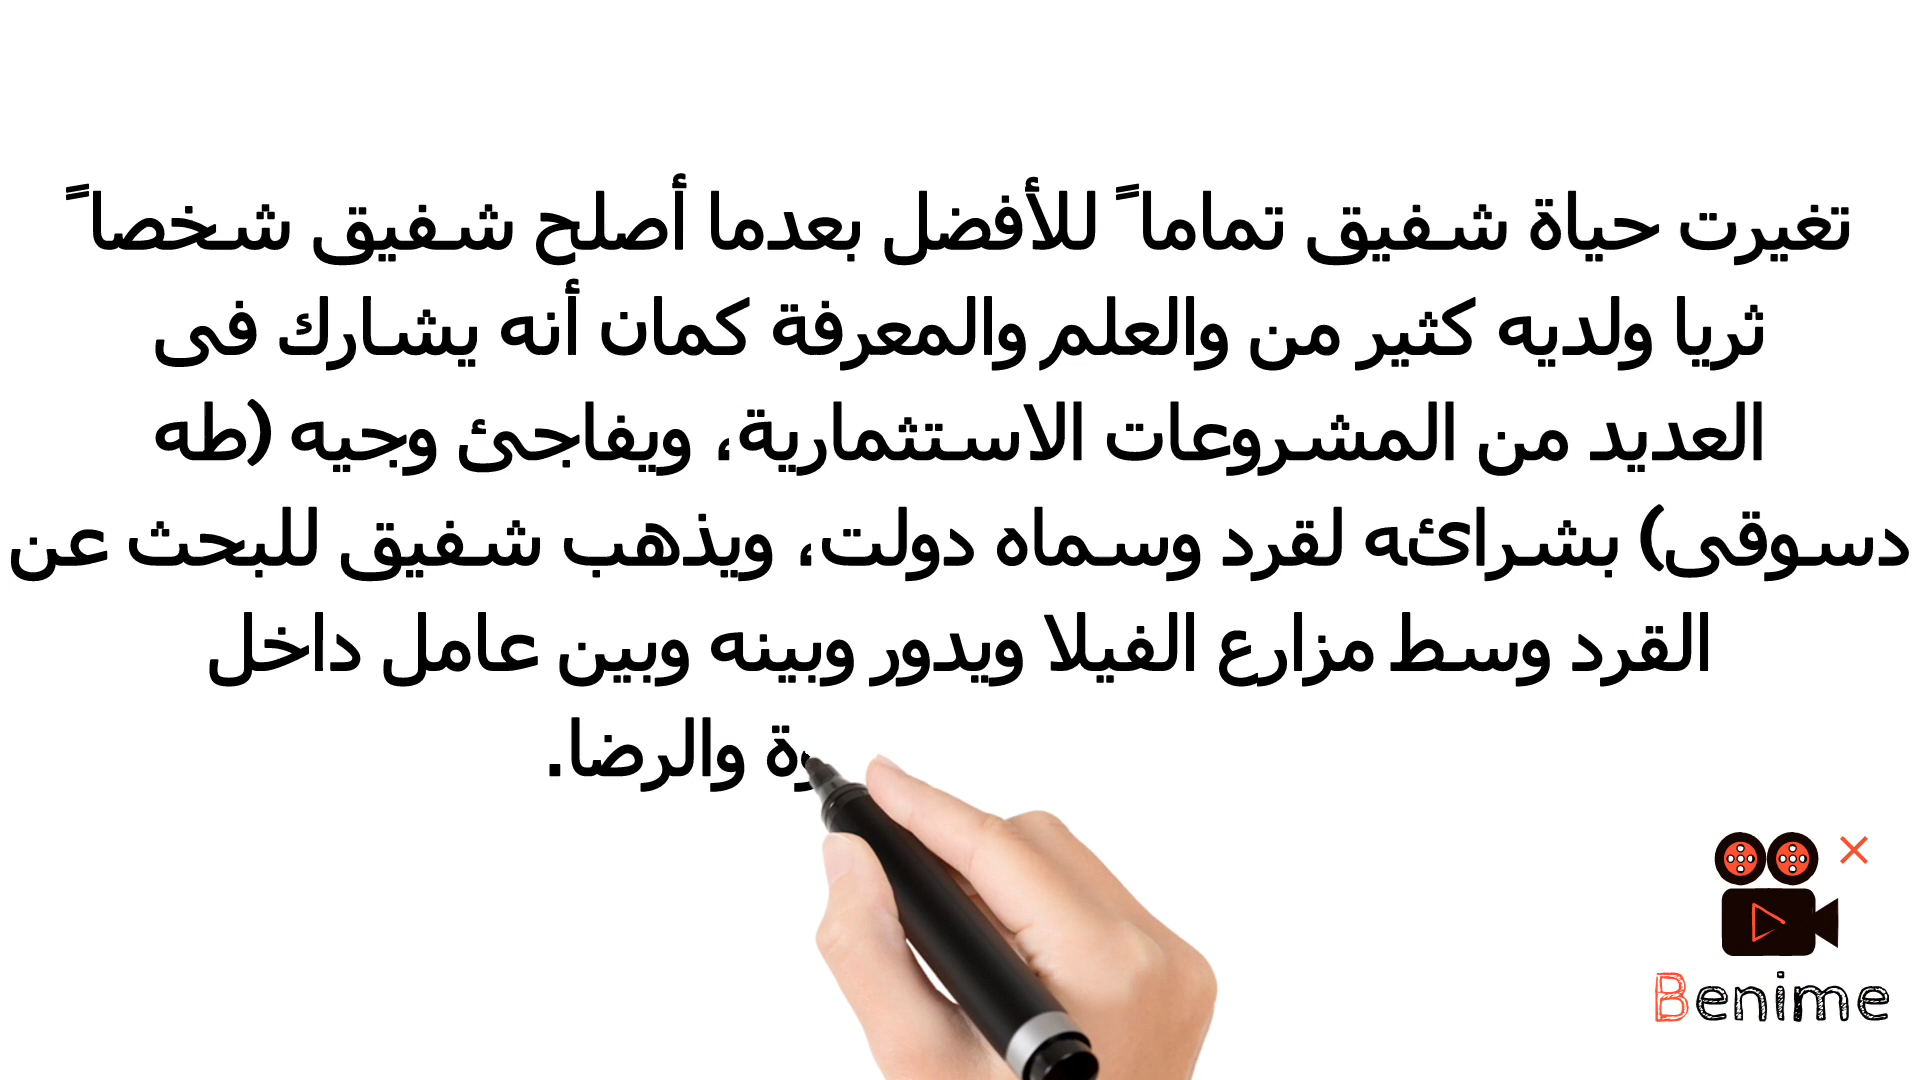 تغيرت حياة شفيق تماماً للأفضل بعدما أصلح شفيق شخصاً
ثريا ولديه كثير من والعلم والمعرفة كمان أنه يشارك فى
العديد من المشروعات الاستثمارية، ويفاجئ وجيه (طه
دسوقى) بشرائه لقرد وسماه دولت، ويذهب شفيق للبحث عن
القرد وسط مزارع الفيلا ويدور وبينه وبين عامل داخل
والرضا.
Benime